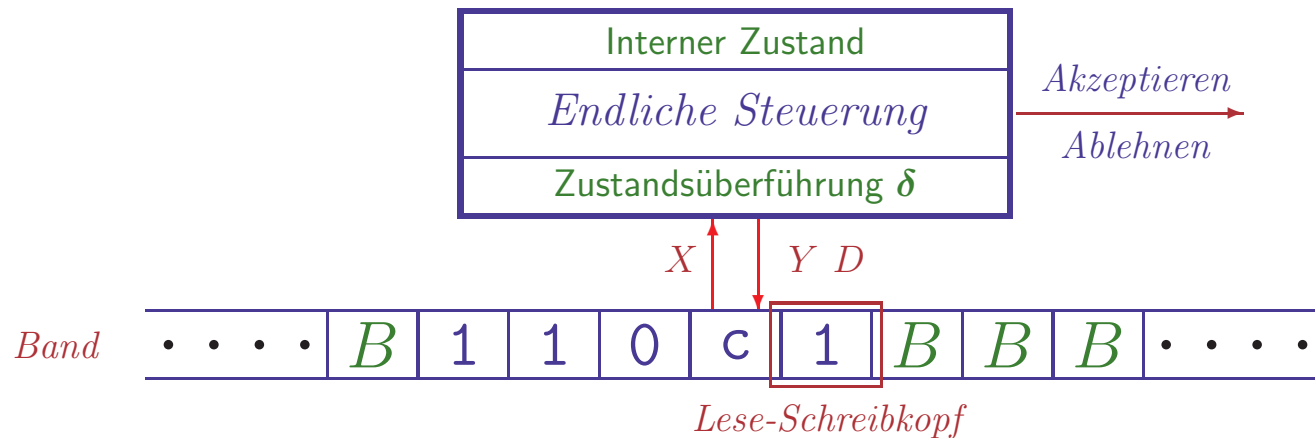 Interner Zustand
Endliche Steuerung
Zustandsüberführung δ
Akzeptieren
Ablehnen
X Y D
Band · · · · B 1 1 0 c 1 B B B · · · ·
Lese-Schreibkopf